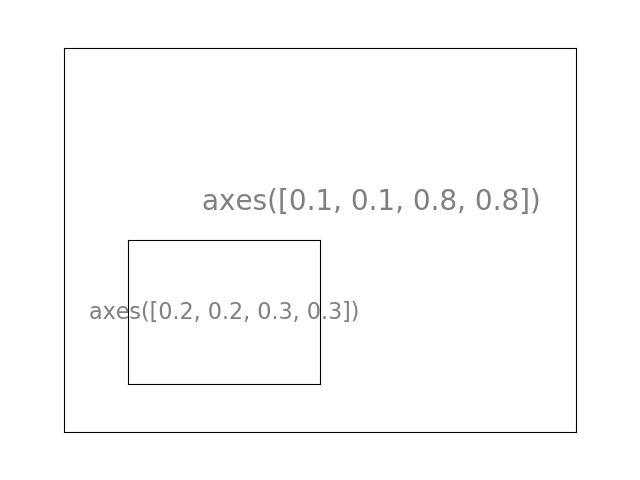 axes([0.1, 0.1, 0.8, 0.8])
axes([0.2, 0.2, 0.3, 0.3])